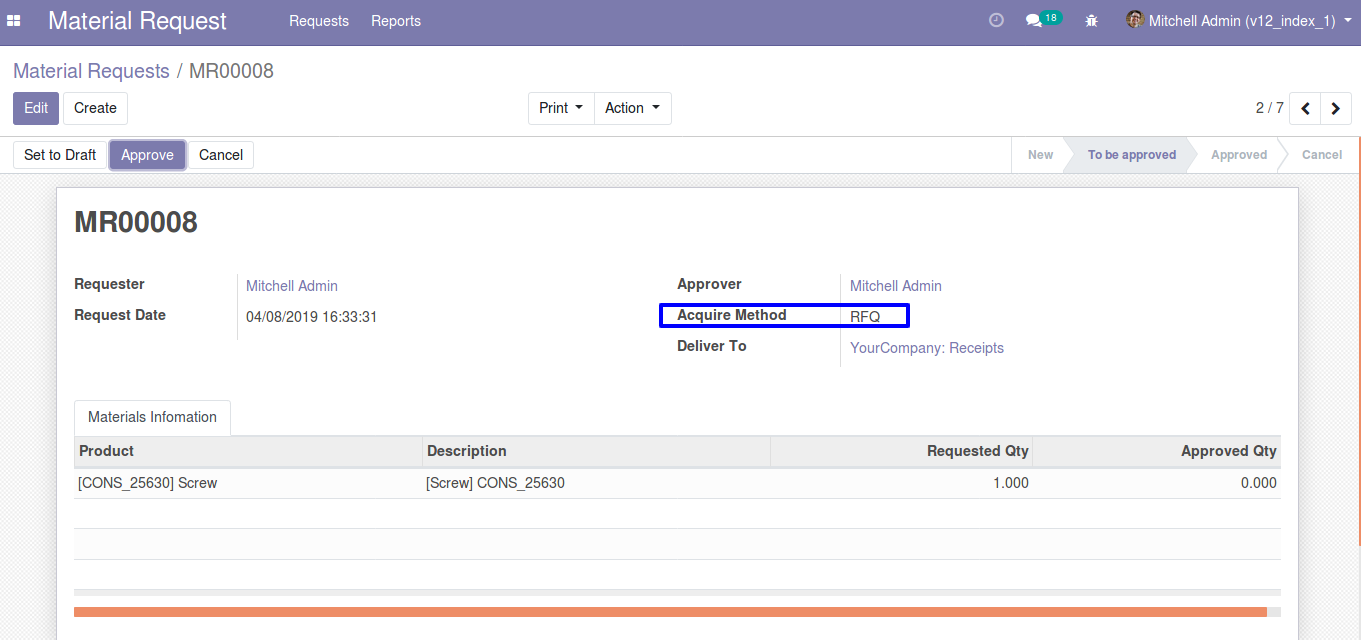 Material Request Requests Reports 18 Mitchell Admin (v12_index_1)
Material Requests / MR00008
Edit Create Print Action 2 / 7
Set to Draft Approve Cancel New To be approved Approved Cancel
MR00008
Requester Mitchell Admin Approver Mitchell Admin
Request Date 04/08/2019 16:33:31 Acquire Method RFQ
Deliver To YourCompany: Receipts
Materials Infomation
Product Description Requested Qty Approved Qty
[CONS_25630] Screw [Screw] CONS_25630 1.000 0.000